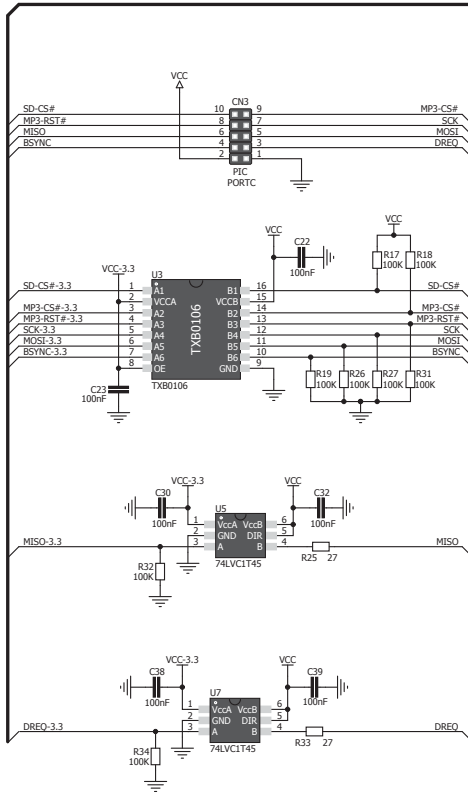 VCC
CN3
SD-CS# 10 9 MP3-CS#
MP3-RST# 8 7 SCK
MISO 6 5 MOSI
BSYNC 4 3 DREQ
2 1
PIC
PORTC
VCC
VCC
C22
100nF
R17
100K
R18
100K
VCC-3.3
U3
SD-CS#-3.3 1 A1 B1 16 SD-CS#
2 VCCA VCCB 15
MP3-CS#-3.3 3 A2 B2 14 MP3-CS#
MP3-RST#-3.3 4 A3 B3 13 MP3-RST#
SCK-3.3 5 A4 B4 12 SCK
MOSI-3.3 6 A5 B5 11 MOSI
BSYNC-3.3 7 A6 B6 10 BSYNC
8 OE GND 9
TXB0106
TXB0106
C23
100nF
R19
100K
R26
100K
R27
100K
R31
100K
VCC-3.3
VCC
C30
100nF
C32
100nF
U5
1 VccA VccB 6
2 GND DIR 5
MISO-3.3 3 A B 4 MISO
74LVC1T45
R25 27
R32
100K
VCC-3.3
VCC
C38
100nF
C39
100nF
U7
1 VccA VccB 6
2 GND DIR 5
DREQ-3.3 3 A B 4 DREQ
74LVC1T45
R33 27
R34
100K